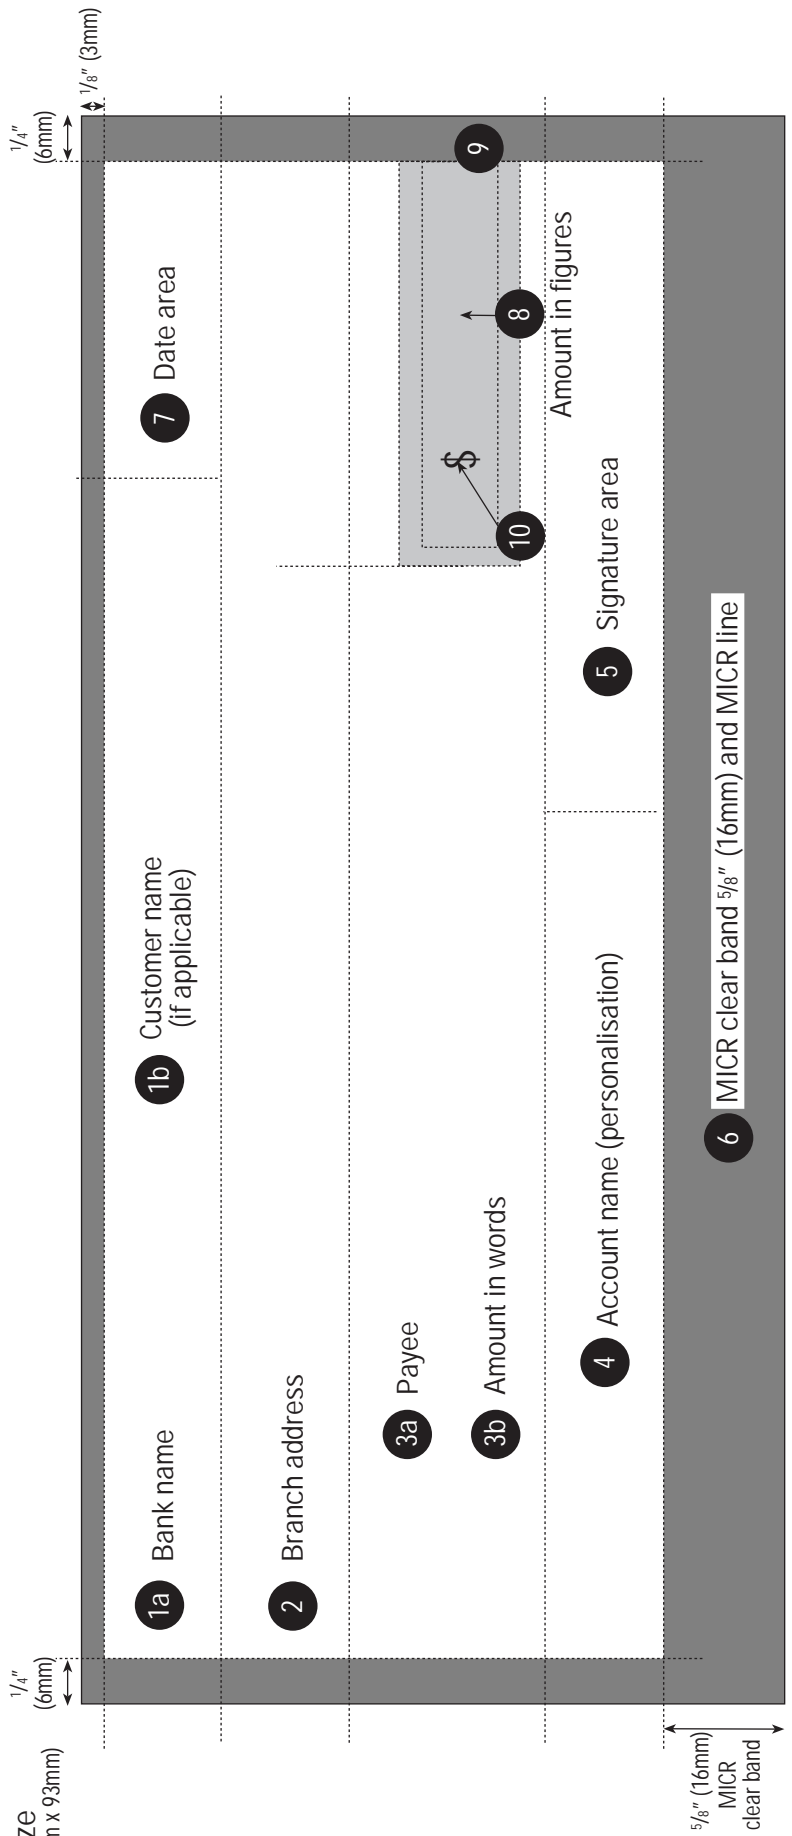 ze
m x 93mm)
1/4"
(6mm)
1/4"
(6mm)
1/8" (3mm)
1a Bank name
1b Customer name
(if applicable)
7 Date area
2 Branch address
3a Payee
3b Amount in words
$
10
8
9
Amount in figures
4 Account name (personalisation)
5 Signature area
6 MICR clear band 5/8" (16mm) and MICR line
5/8" (16mm)
MICR
clear band